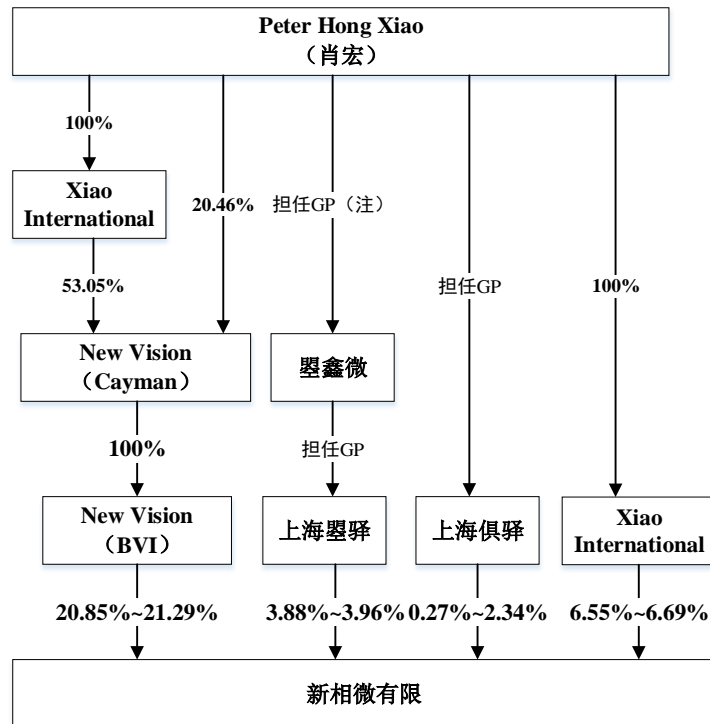 Peter Hong Xiao
（肖宏）
100%
Xiao
International
20.46%
担任GP（注）
53.05%
担任GP
100%
New Vision
（Cayman）
曌鑫微
100%
担任GP
New Vision
（BVI）
上海曌驿
上海俱驿
Xiao
International
20.85%~21.29%
3.88%~3.96%
0.27%~2.34%
6.55%~6.69%
新相微有限